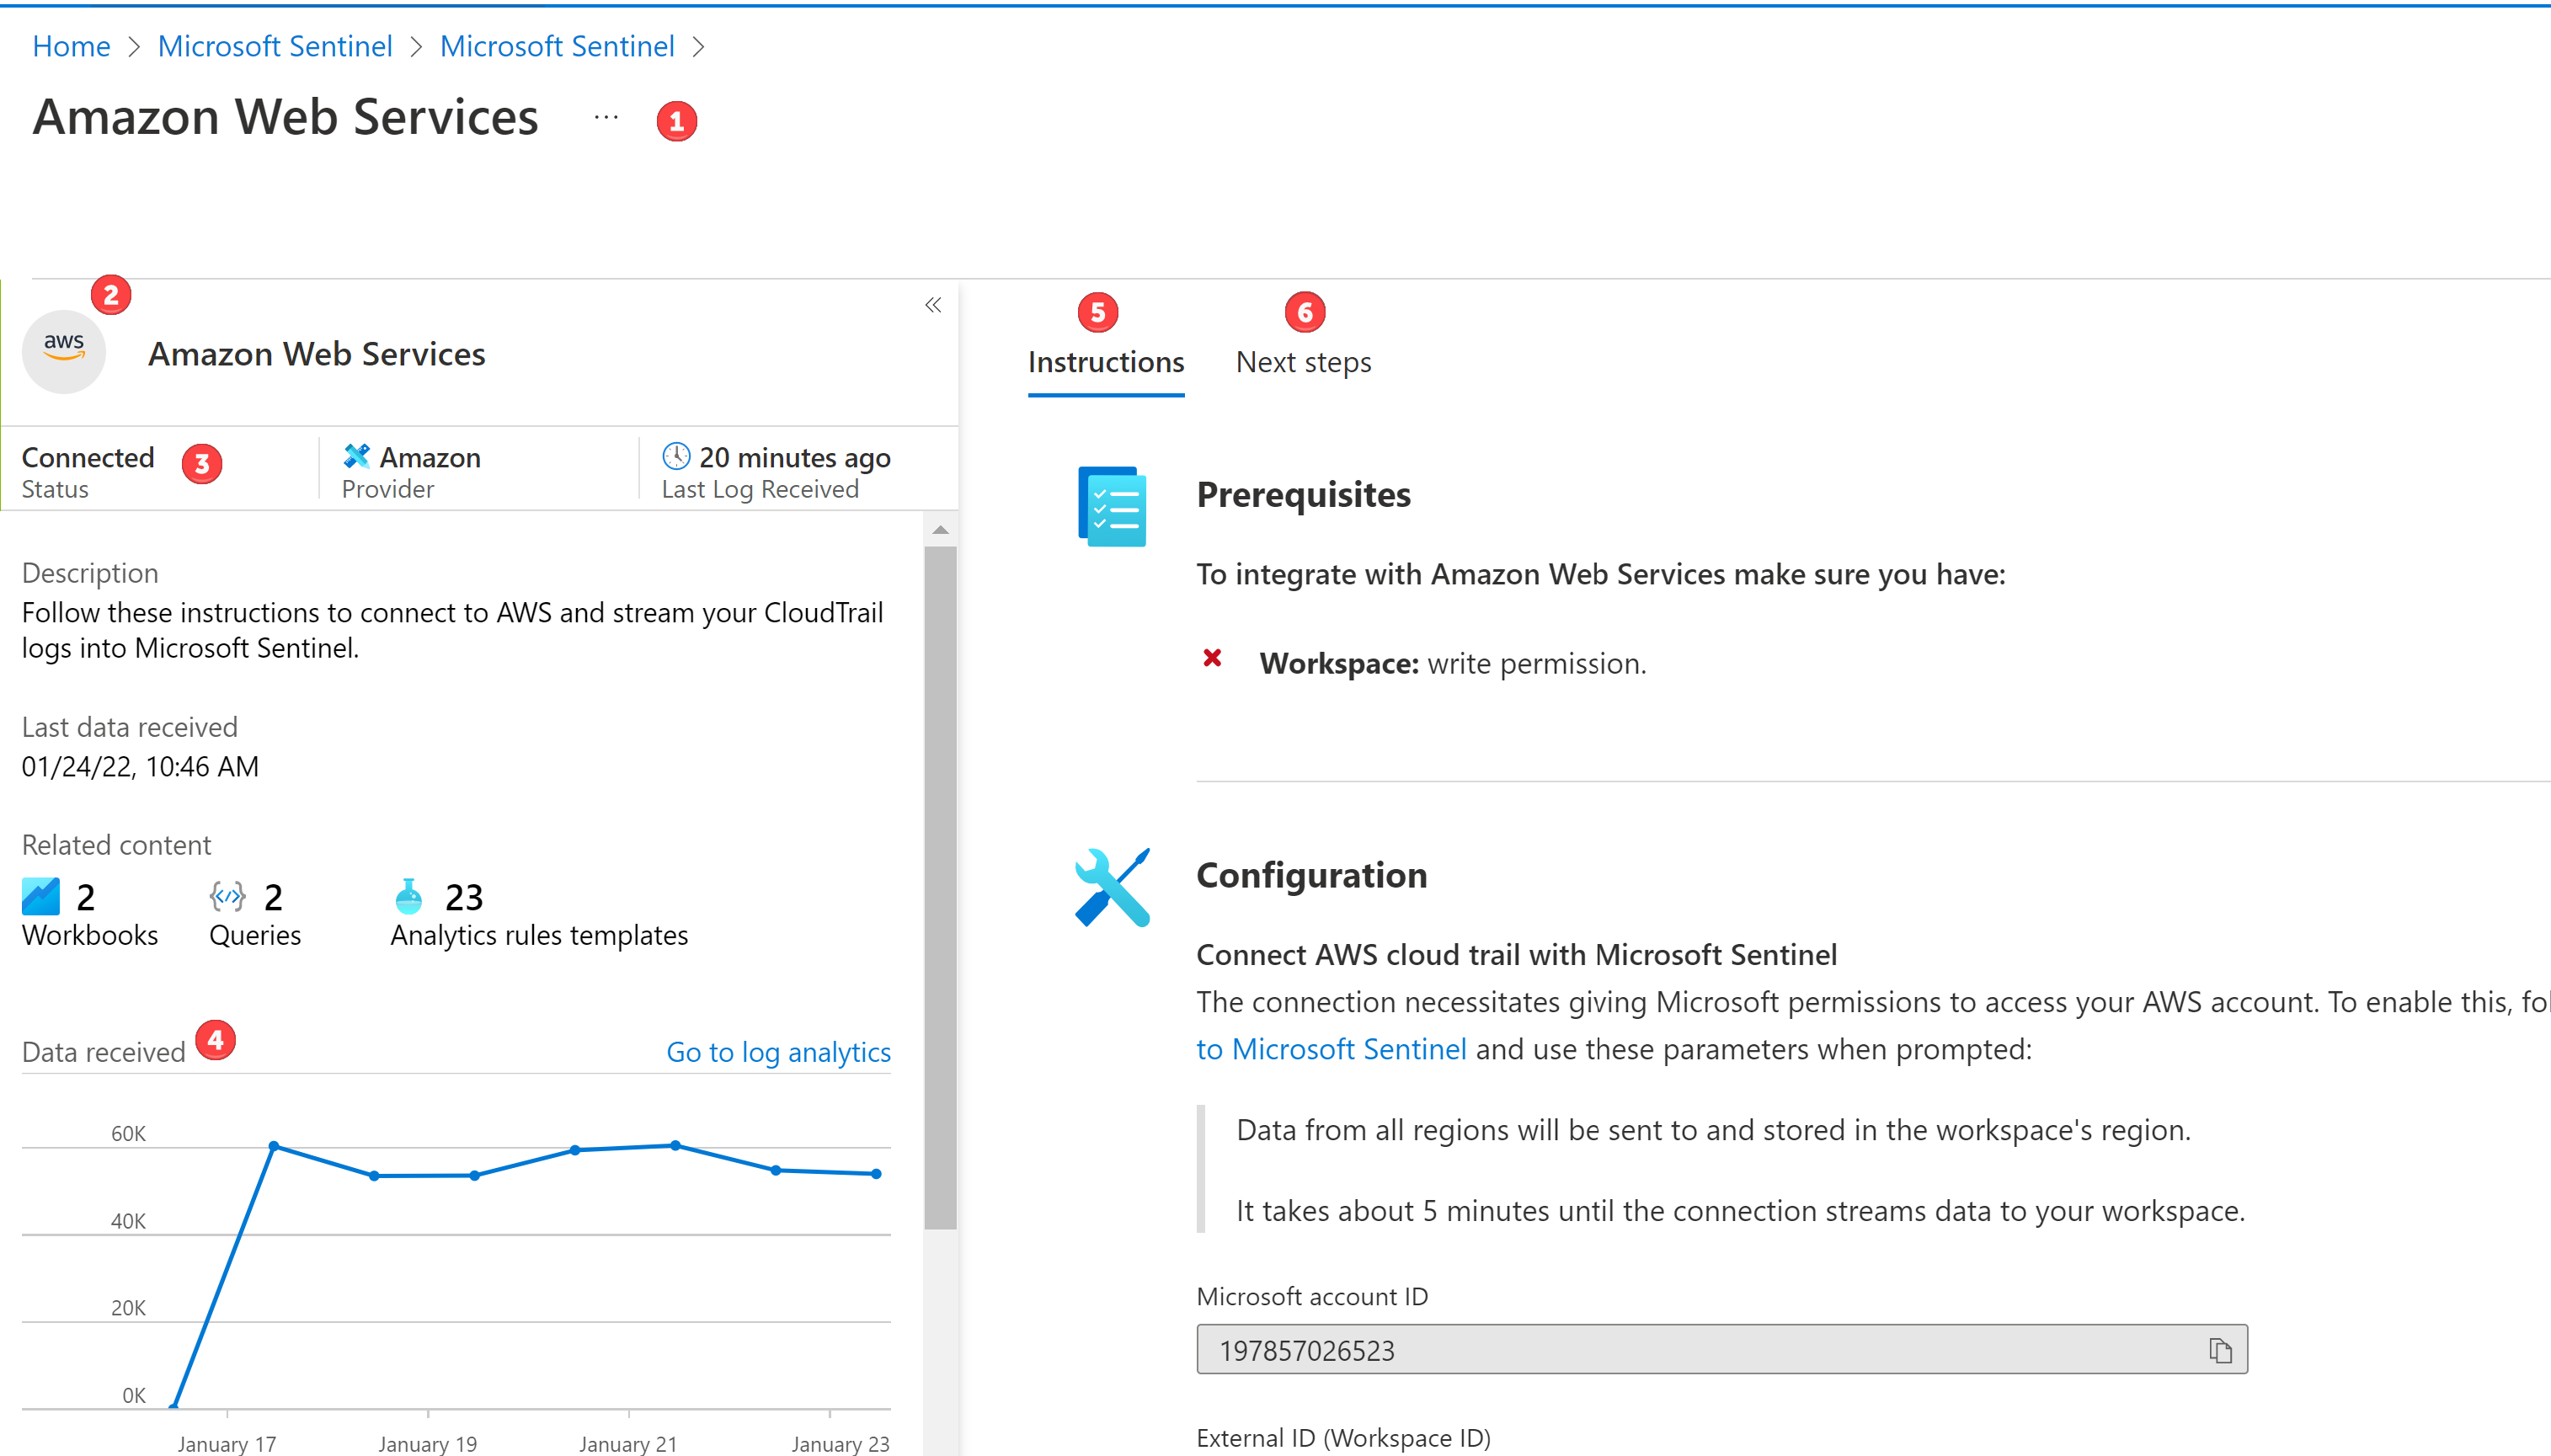 Home > Microsoft Sentinel > Microsoft Sentinel >
Amazon Web Services ... 1
2
aws
Amazon Web Services
«
Connected 3
Status
Amazon
Provider
20 minutes ago
Last Log Received
Description
Follow these instructions to connect to AWS and stream your CloudTrail
logs into Microsoft Sentinel.
Last data received
01/24/22, 10:46 AM
Related content
2
Workbooks
2
Queries
23
Analytics rules templates
Data received 4 Go to log analytics
60K
40K
20K
0K
January 17 January 19 January 21 January 23
5 6
Instructions Next steps
Prerequisites
To integrate with Amazon Web Services make sure you have:
Workspace: write permission.
Configuration
Connect AWS cloud trail with Microsoft Sentinel
The connection necessitates giving Microsoft permissions to access your AWS account. To enable this,
to Microsoft Sentinel and use these parameters when prompted:
Data from all regions will be sent to and stored in the workspace's region.
It takes about 5 minutes until the connection streams data to your workspace.
Microsoft account ID
197857026523
External ID (Workspace ID)